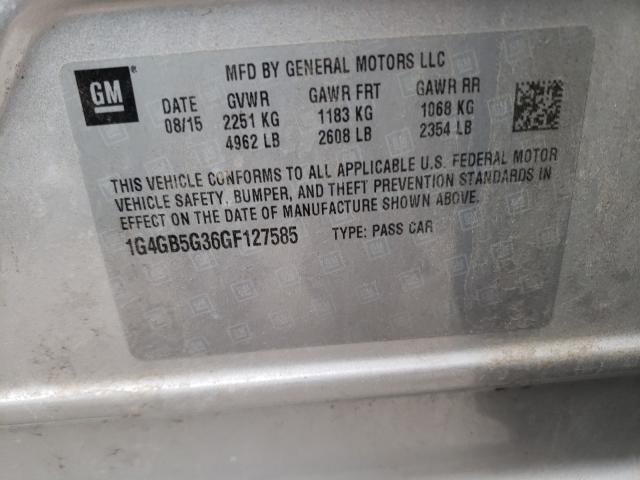 GM
MFD BY GENERAL MOTORS LLC
DATE GVWR GAWR FRT GAWR RR
08/15 2251 KG 1183 KG 1068 KG
4962 LB 2608 LB 2354 LB
THIS VEHICLE CONFORMS TO ALL APPLICABLE U.S. FEDERAL MOTOR
VEHICLE SAFETY, BUMPER, AND THEFT PREVENTION STANDARDS IN
EFFECT ON THE DATE OF MANUFACTURE SHOWN ABOVE.
1G4GB5G36GF127585 TYPE: PASS CAR